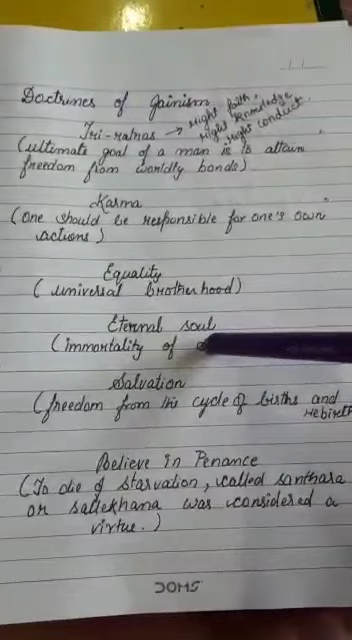 Doctrines of Jainism
Tri-ratnas → Right faith,
Right knowledge
Right conduct.
(ultimate goal of a man is to attain
freedom from worldly bonds)
Karma
(One should be responsible for one's own
actions)
Equality
(universal brotherhood)
Eternal soul
(immortality of
Salvation
(freedom from the cycle of births and
rebirth
Believe in Penance
(To die of starvation, called santhara
or sallekhana was considered a
virtue.)
DOMS